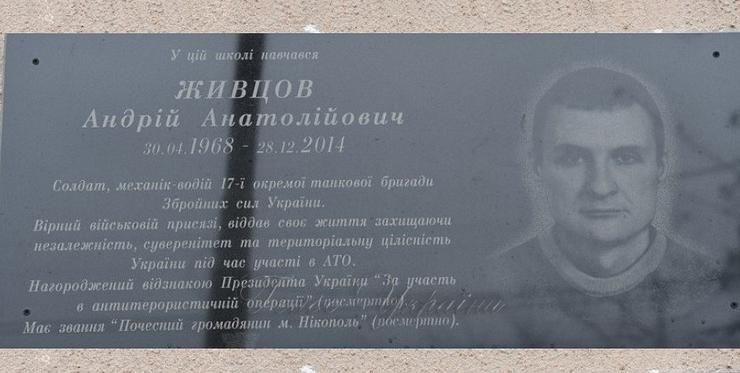 У цій школі навчався
ЖИВЦОВ
Андрій Анатолійович
30.04.1968 - 28.12.2014
Солдат, механік-водій 17-ї окремої танкової бригади
Збройних сил України.
Вірний військовій присязі, віддав своє життя захищаючи
незалежність, суверенітет та територіальну цілісність
України під час участі в АТО.
Нагороджений відзнакою Президента України "За участь
в антитерористичній операції" (посмертно).
Має звання "Почесний громадянин м. Нікополь" (посмертно).
України